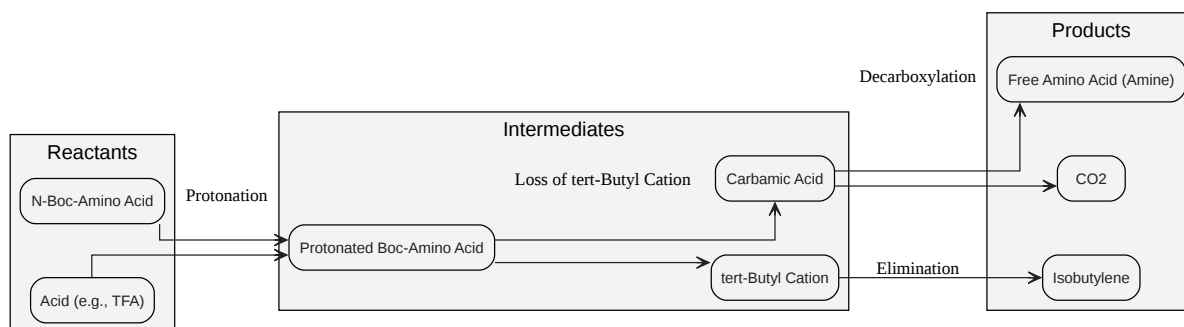 Reactants
N-Boc-Amino Acid
Acid (e.g., TFA)
Protonation
Intermediates
Protonated Boc-Amino Acid
Loss of tert-Butyl Cation
Carbamic Acid
tert-Butyl Cation
Decarboxylation
Elimination
Products
Free Amino Acid (Amine)
CO2
Isobutylene